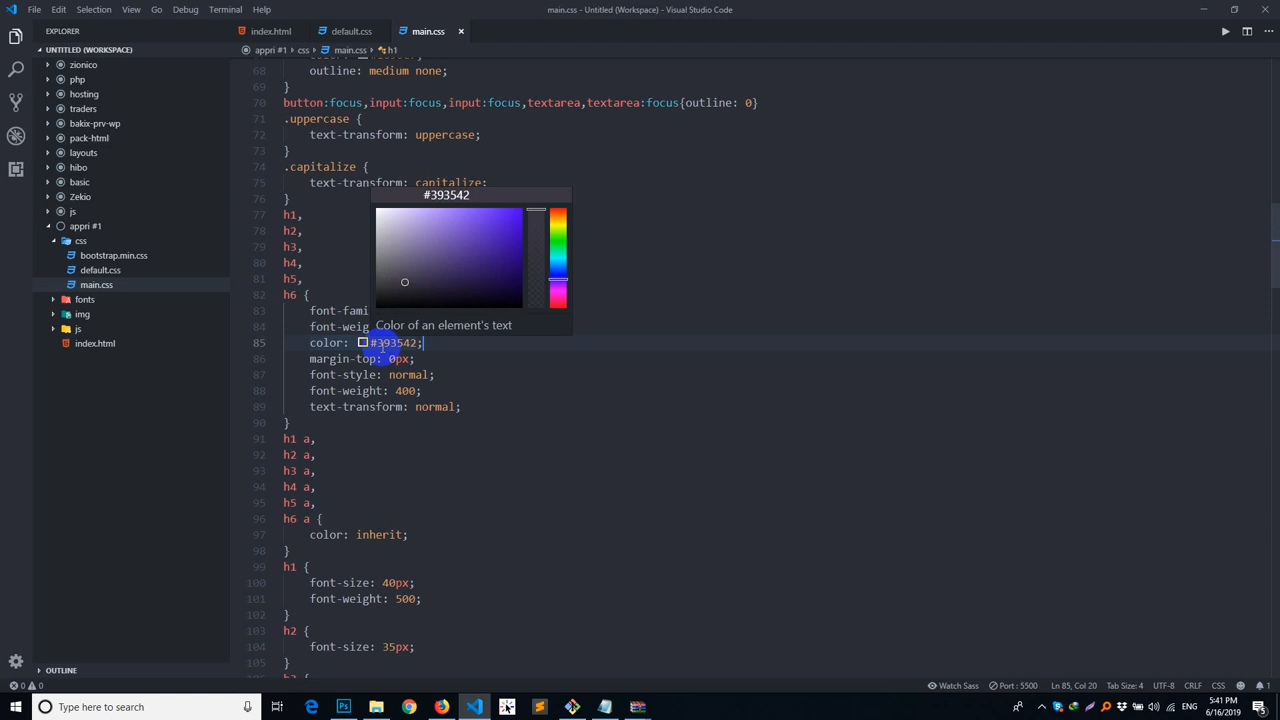 File Edit Selection View Go Debug Terminal Help
main.css - Untitled (Workspace) - Visual Studio Code
EXPLORER
index.html
default.css
main.css
UNTITLED (WORKSPACE)
appri #1 › css › main.css › h1
zionico
php
hosting
traders
bakix-prv-wp
pack-html
layouts
hibo
basic
Zekio
js
appri #1
css
bootstrap.min.css
default.css
main.css
fonts
img
js
index.html
OUTLINE
68 outline: medium none;
69 }
70 button:focus,input:focus,input:focus,textarea,textarea:focus{outline: 0}
71 .uppercase {
72 text-transform: uppercase;
73 }
74 .capitalize {
75 text-transform: capitalize;
76 }
#393542
77 h1,
78 h2,
79 h3,
80 h4,
81 h5,
82 h6 {
83 font-fami
84 font-weig
Color of an element's text
85 color: #393542;
86 margin-top: 0px;
87 font-style: normal;
88 font-weight: 400;
89 text-transform: normal;
90 }
91 h1 a,
92 h2 a,
93 h3 a,
94 h4 a,
95 h5 a,
96 h6 a {
97 color: inherit;
98 }
99 h1 {
100 font-size: 40px;
101 font-weight: 500;
102 }
103 h2 {
104 font-size: 35px;
105 }
0 0
Watch Sass
Port : 5500
Ln 85, Col 20
Tab Size: 4
UTF-8
CRLF
CSS
1
Type here to search
ENG
5:41 PM
6/16/2019